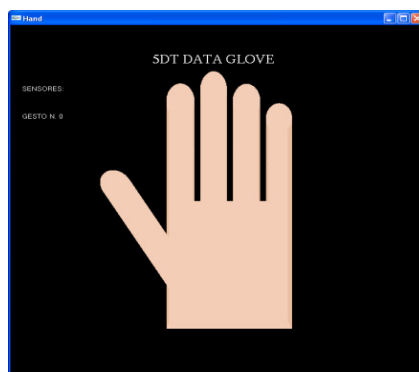 Hand
5DT DATA GLOVE
SENSORES:
GESTO N. 0